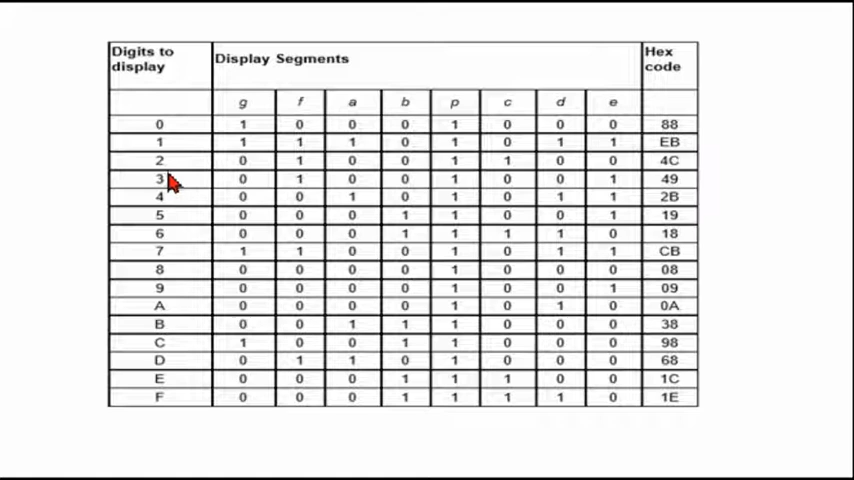 Digits to display Display Segments Hex code
g f a b p c d e
0 1 0 0 0 1 0 0 0 88
1 1 1 1 0 1 0 1 1 EB
2 0 1 0 0 1 1 0 0 4C
3 0 1 0 0 1 0 0 1 49
4 0 0 1 0 1 0 1 1 2B
5 0 0 0 1 1 0 0 1 19
6 0 0 0 1 1 1 1 0 18
7 1 1 0 0 1 0 1 1 CB
8 0 0 0 0 1 0 0 0 08
9 0 0 0 0 1 0 0 1 09
A 0 0 0 0 1 0 1 0 0A
B 0 0 1 1 1 0 0 0 38
C 1 0 0 1 1 0 0 0 98
D 0 1 1 0 1 0 0 0 68
E 0 0 0 1 1 1 0 0 1C
F 0 0 0 1 1 1 1 0 1E